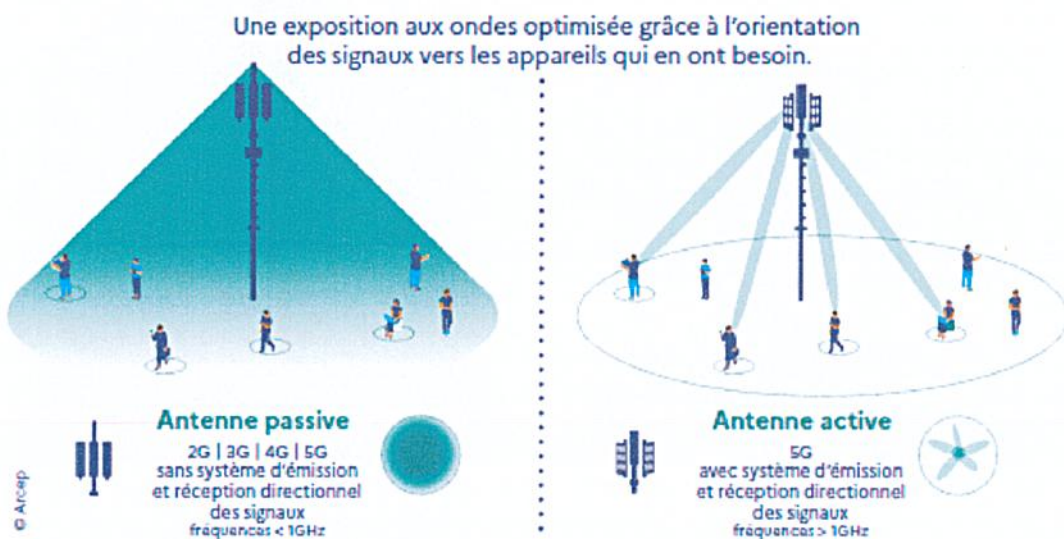 Une exposition aux ondes optimisée grâce à l'orientation
des signaux vers les appareils qui en ont besoin.
Antenne passive
2G | 3G | 4G | 5G
sans système d'émission
et réception directionnel
des signaux
fréquences < 1GHz
© Arcep
Antenne active
5G
avec système d'émission
et réception directionnel
des signaux
fréquences > 1GHz